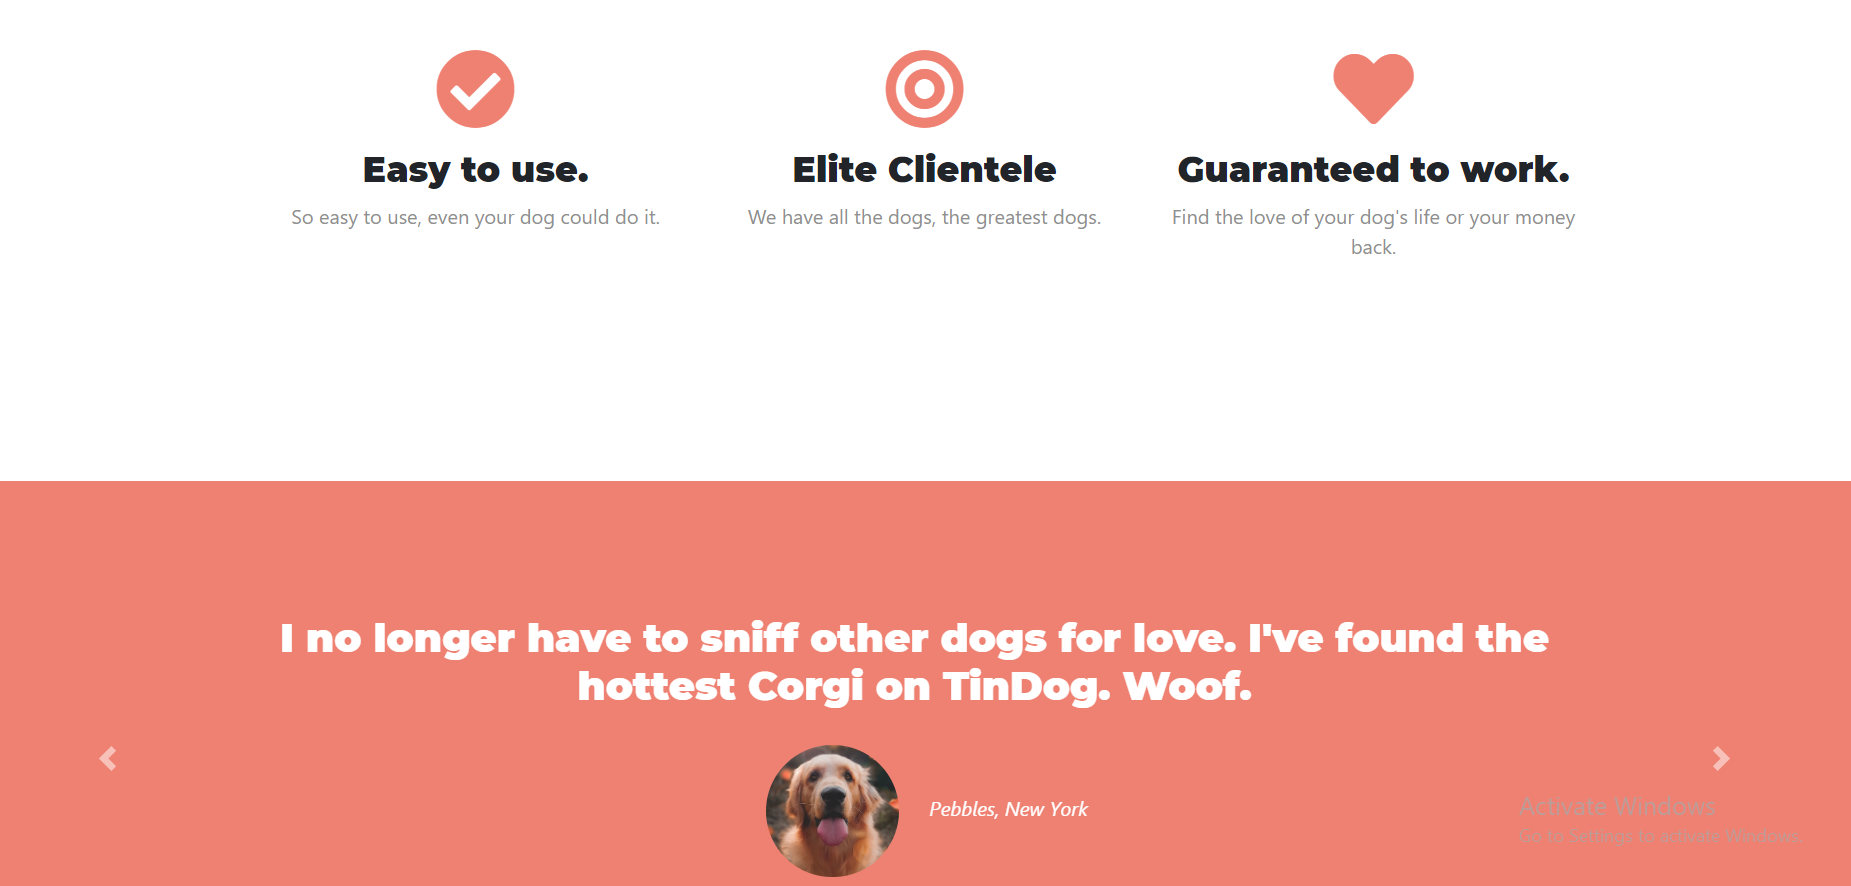 Easy to use.
So easy to use, even your dog could do it.
Elite Clientele
We have all the dogs, the greatest dogs.
Guaranteed to work.
Find the love of your dog's life or your money
back.
I no longer have to sniff other dogs for love. I've found the
hottest Corgi on TinDog. Woof.
Pebbles, New York
Activate Windows
Go to Settings to activate Windows.